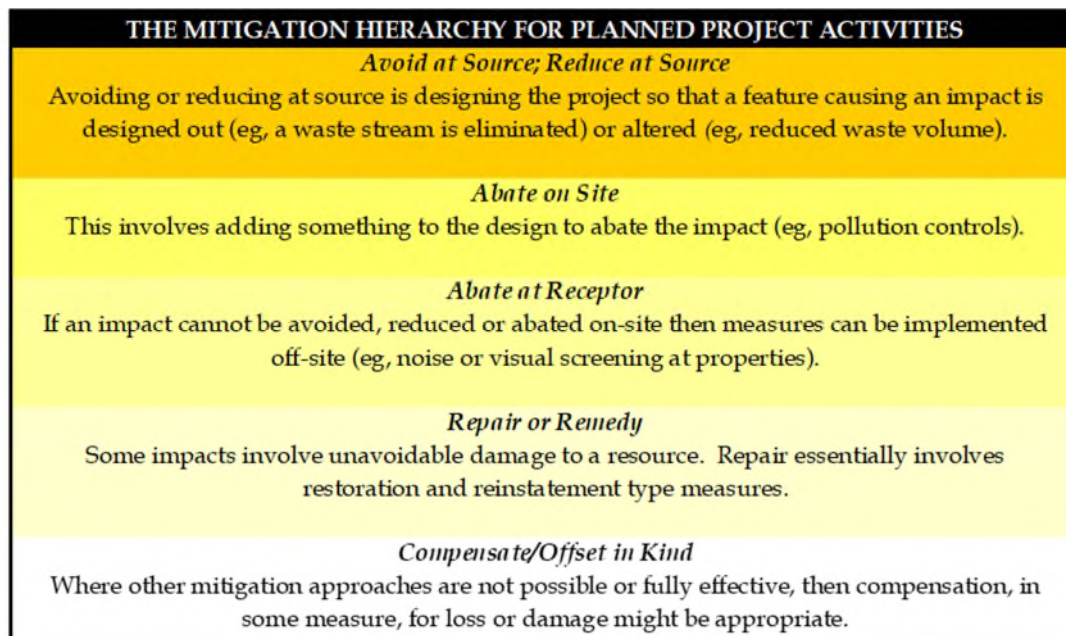 THE MITIGATION HIERARCHY FOR PLANNED PROJECT ACTIVITIES
Avoid at Source; Reduce at Source
Avoiding or reducing at source is designing the project so that a feature causing an impact is
designed out (eg, a waste stream is eliminated) or altered (eg, reduced waste volume).
Abate on Site
This involves adding something to the design to abate the impact (eg, pollution controls).
Abate at Receptor
If an impact cannot be avoided, reduced or abated on-site then measures can be implemented
off-site (eg, noise or visual screening at properties).
Repair or Remedy
Some impacts involve unavoidable damage to a resource. Repair essentially involves
restoration and reinstatement type measures.
Compensate/Offset in Kind
Where other mitigation approaches are not possible or fully effective, then compensation, in
some measure, for loss or damage might be appropriate.